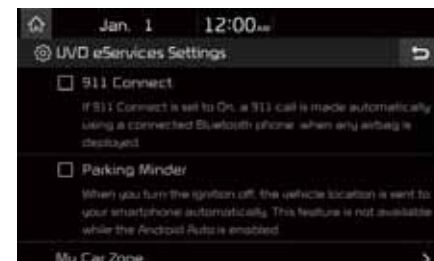 Jan. 1 12:00AM
UVO eServices Settings
911 Connect
If 911 Connect is set to On, a 911 call is made automatically
using a connected Bluetooth phone when any airbag is
deployed.
Parking Minder
When you turn the ignition off, the vehicle location is sent to
your smartphone automatically. This feature is not available
while the Android Auto is enabled.
My Car Zone